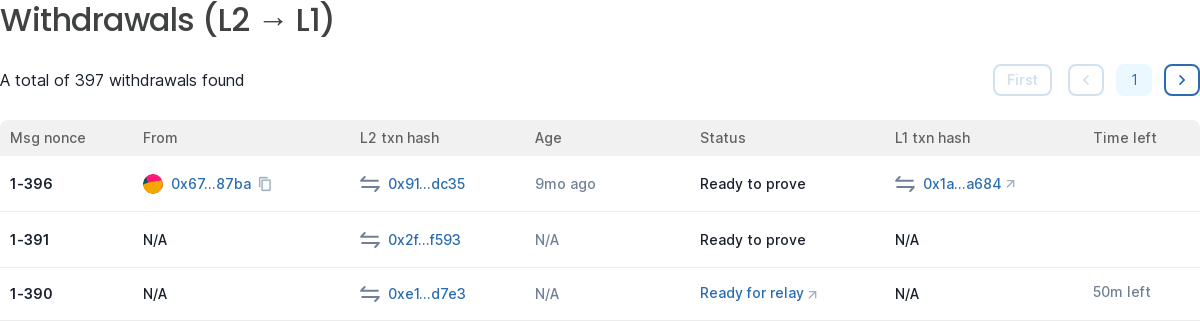 Withdrawals (L2 → L1)
A total of 397 withdrawals found
First 1
Msg nonce From L2 txn hash Age Status L1 txn hash Time left
1-396 0x67...87ba 0x91...dc35 9mo ago Ready to prove 0x1a...a684
1-391 N/A 0x2f...f593 N/A Ready to prove N/A
1-390 N/A 0xe1...d7e3 N/A Ready for relay N/A 50m left